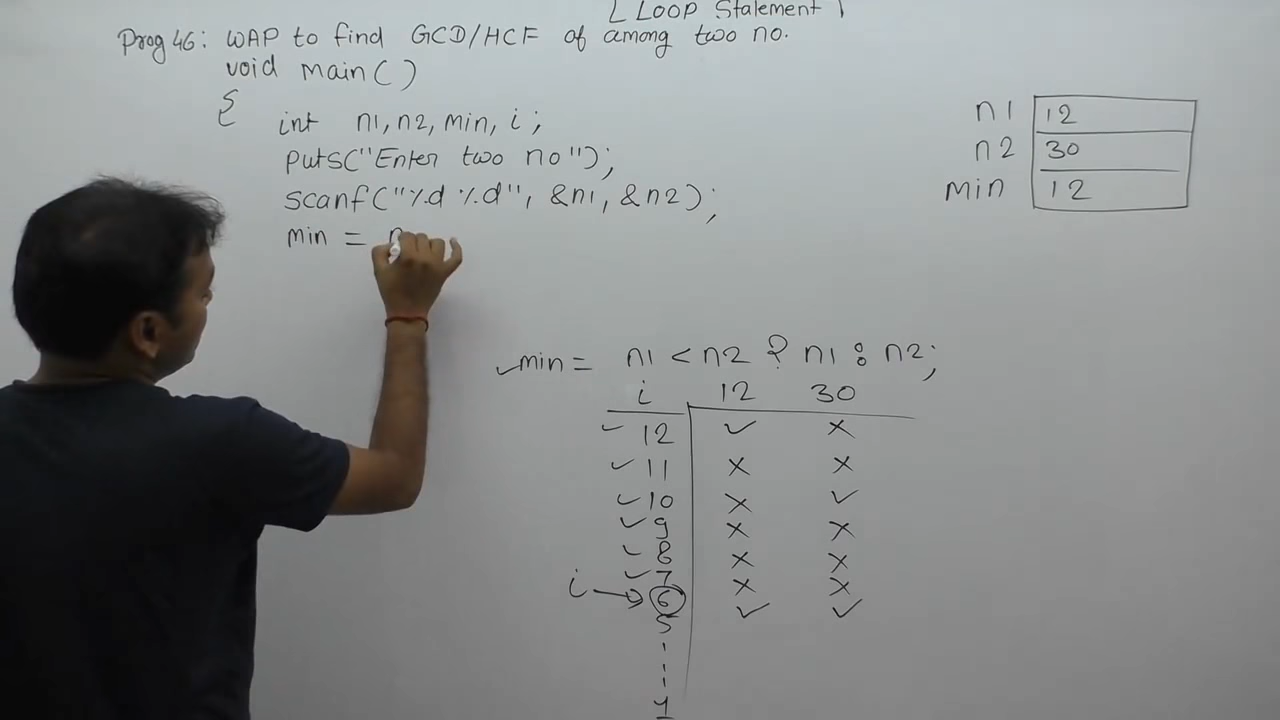 [ LOOP Statement ]
Prog 46: WAP to find GCD/HCF of among two no.
void main()
{
int n1, n2, min, i;
puts("Enter two no");
scanf("%d %d", &n1, &n2);
min = n
n1 12
n2 30
min 12
✓min = n1 < n2 ? n1 : n2;
i 12 30
✓ 12 ✓ ×
✓ 11 × ×
✓ 10 × ✓
✓ 9 × ×
✓ 8 × ×
✓ 7 × ×
i → 6 ✓ ✓
5
1